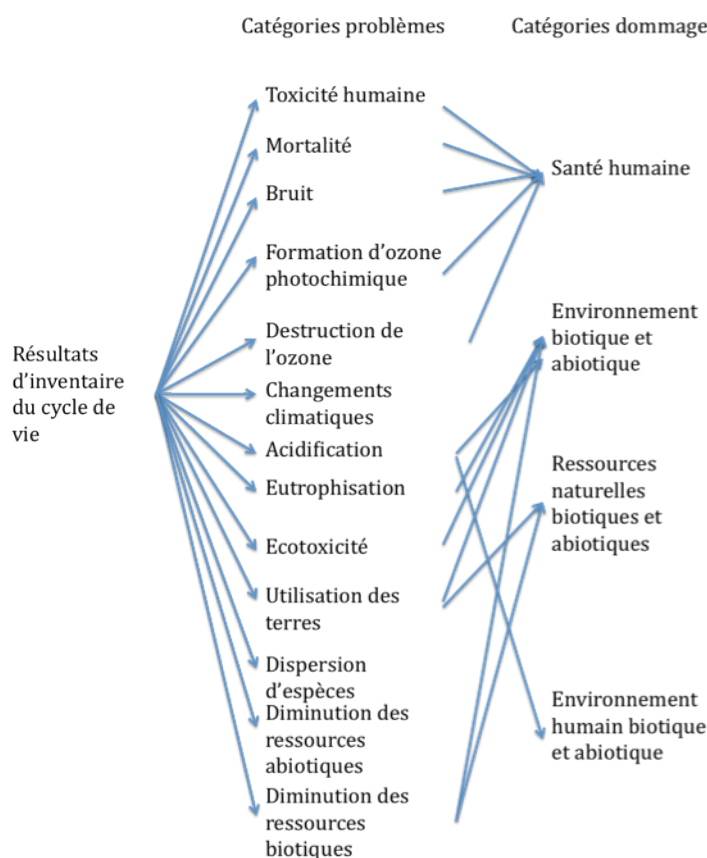 Catégories problèmes
Catégories dommage
Toxicité humaine
Mortalité
Bruit
Formation d'ozone
photochimique
Destruction de
l'ozone
Changements
climatiques
Acidification
Eutrophisation
Ecotoxicité
Utilisation des
terres
Dispersion
d'espèces
Diminution des
ressources
abiotiques
Diminution des
ressources
biotiques
Résultats
d'inventaire
du cycle de
vie
Santé humaine
Environnement
biotique et
abiotique
Ressources
naturelles
biotiques et
abiotiques
Environnement
humain biotique
et abiotique